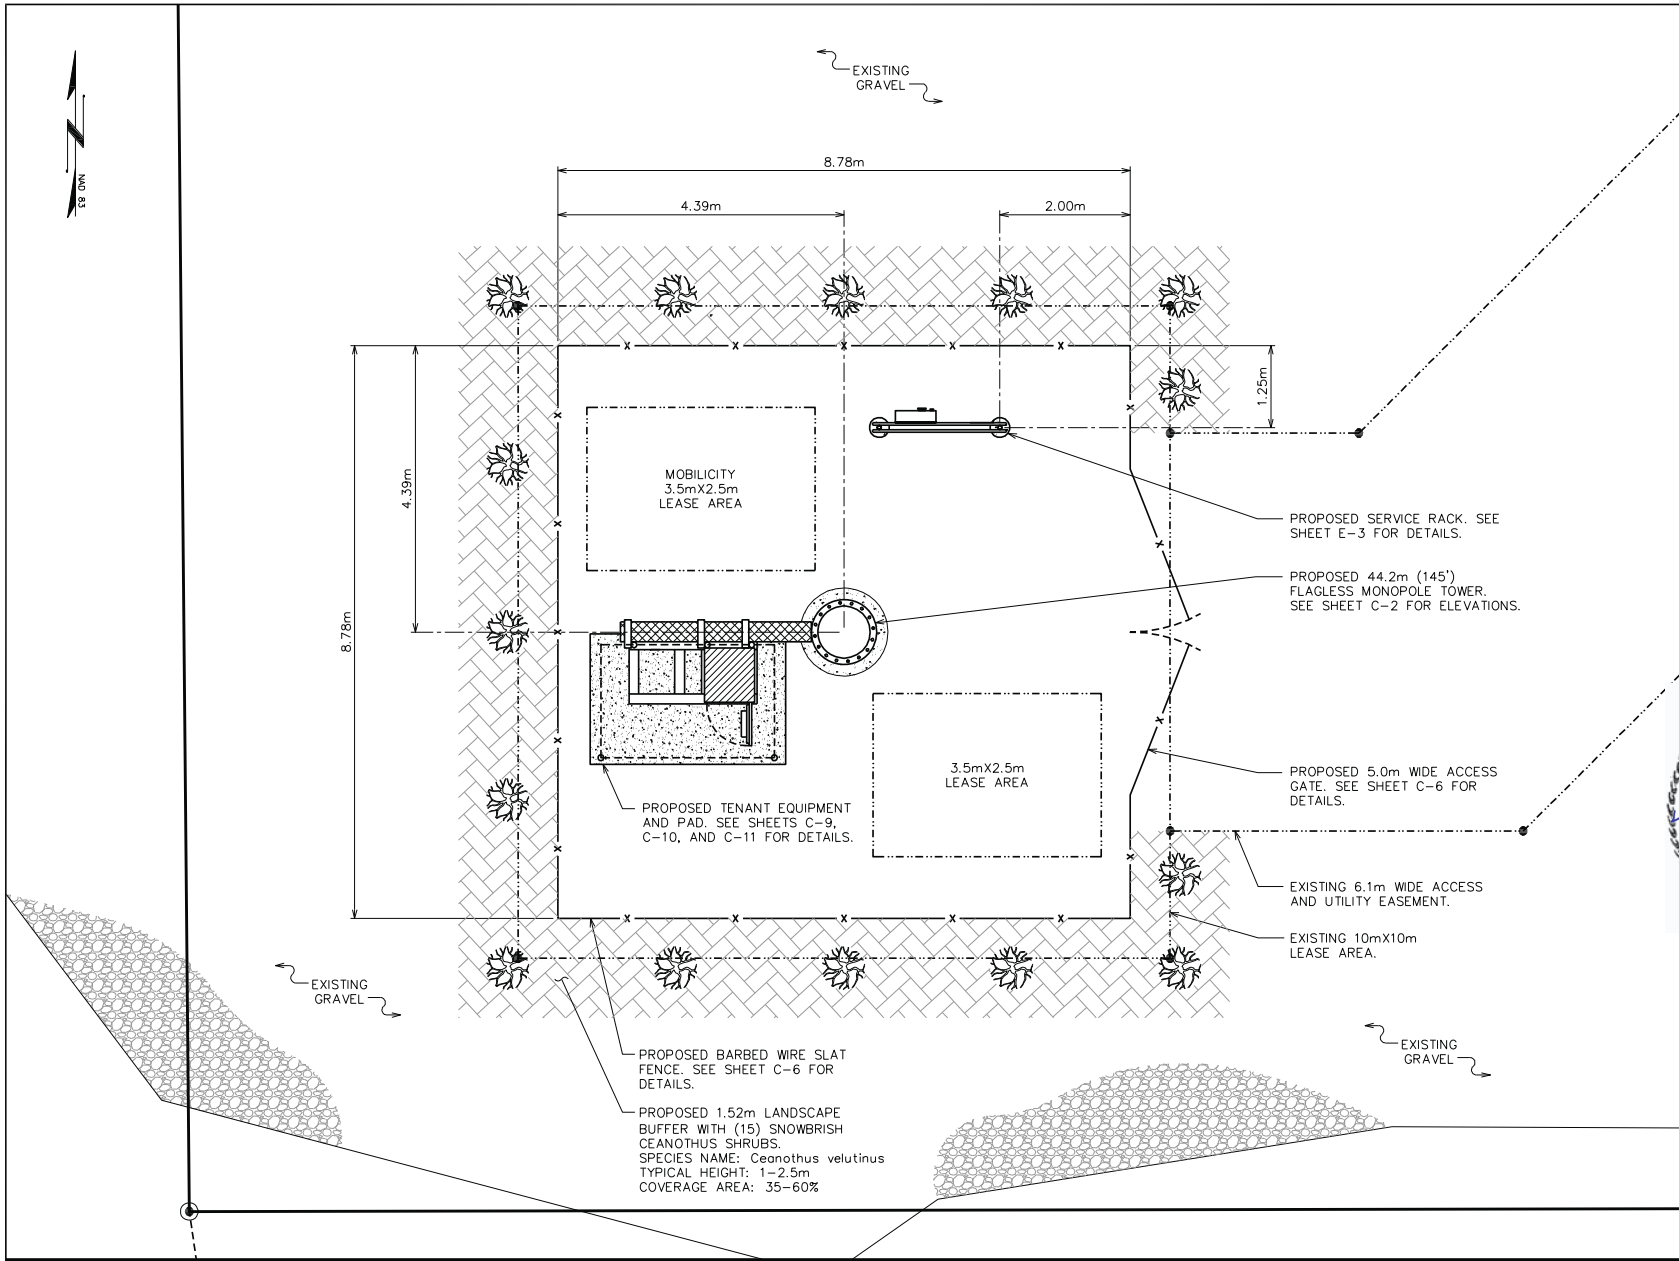 EXISTING
GRAVEL
NAD 83
8.78m
4.39m
2.00m
1.25m
4.39m
8.78m
MOBILICITY
3.5mX2.5m
LEASE AREA
PROPOSED SERVICE RACK. SEE
SHEET E-3 FOR DETAILS.
PROPOSED 44.2m (145')
FLAGLESS MONOPOLE TOWER.
SEE SHEET C-2 FOR ELEVATIONS.
3.5mX2.5m
LEASE AREA
PROPOSED 5.0m WIDE ACCESS
GATE. SEE SHEET C-6 FOR
DETAILS.
PROPOSED TENANT EQUIPMENT
AND PAD. SEE SHEETS C-9,
C-10, AND C-11 FOR DETAILS.
EXISTING 6.1m WIDE ACCESS
AND UTILITY EASEMENT.
EXISTING 10mX10m
LEASE AREA.
EXISTING
GRAVEL
EXISTING
GRAVEL
PROPOSED BARBED WIRE SLAT
FENCE. SEE SHEET C-6 FOR
DETAILS.
PROPOSED 1.52m LANDSCAPE
BUFFER WITH (15) SNOWBRISH
CEANOTHUS SHRUBS.
SPECIES NAME: Ceanothus velutinus
TYPICAL HEIGHT: 1-2.5m
COVERAGE AREA: 35-60%